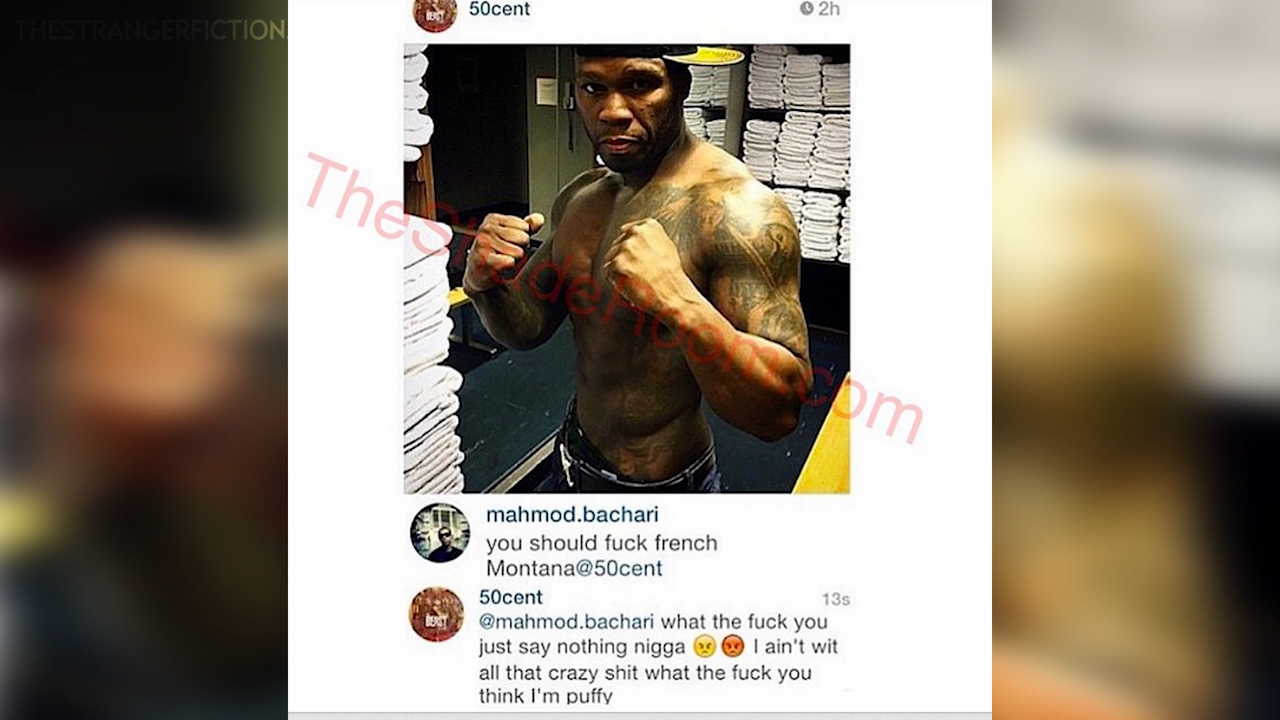 THESTRANGERFICTION.
50cent
2h
TheShadeRoom.com
BEAST
mahmod.bachari
you should fuck french
Montana@50cent
50cent
13s
@mahmod.bachari what the fuck you
just say nothing nigga 😠😡 I ain't wit
all that crazy shit what the fuck you
think I'm puffy